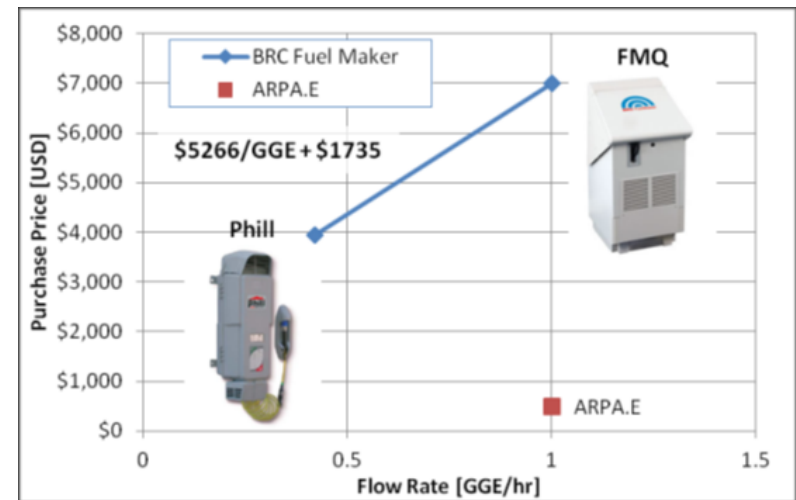 $8,000
$7,000
$6,000
$5,000
$4,000
$3,000
$2,000
$1,000
$0
Purchase Price [USD]
BRC Fuel Maker
ARPA.E
$5266/GGE+$1735
FMQ
Phill
ARPA.E
0
0.5
1
1.5
Flow Rate [GGE/hr]